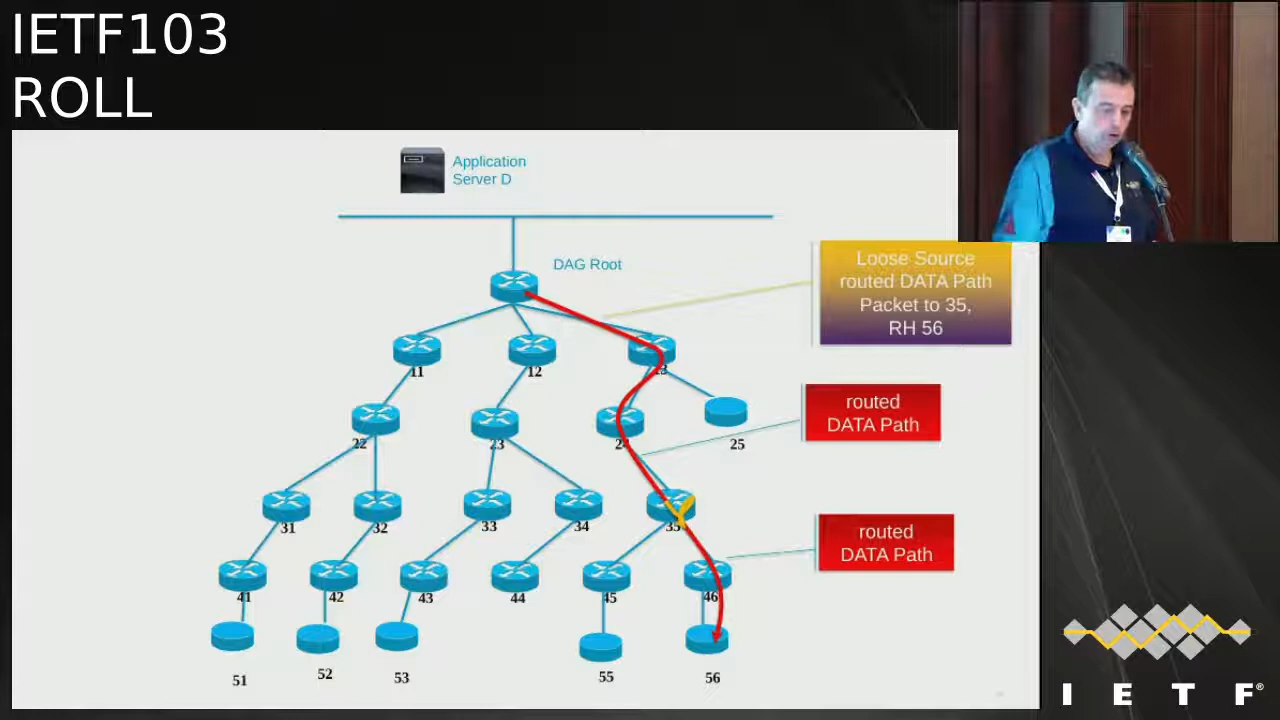 IETF103
ROLL
Application
Server D
DAG Root
Loose Source
routed DATA Path
Packet to 35,
RH 56
11
12
13
routed
DATA Path
22
23
24
25
31
32
33
34
35
routed
DATA Path
41
42
43
44
45
46
51
52
53
55
56
I E T F®